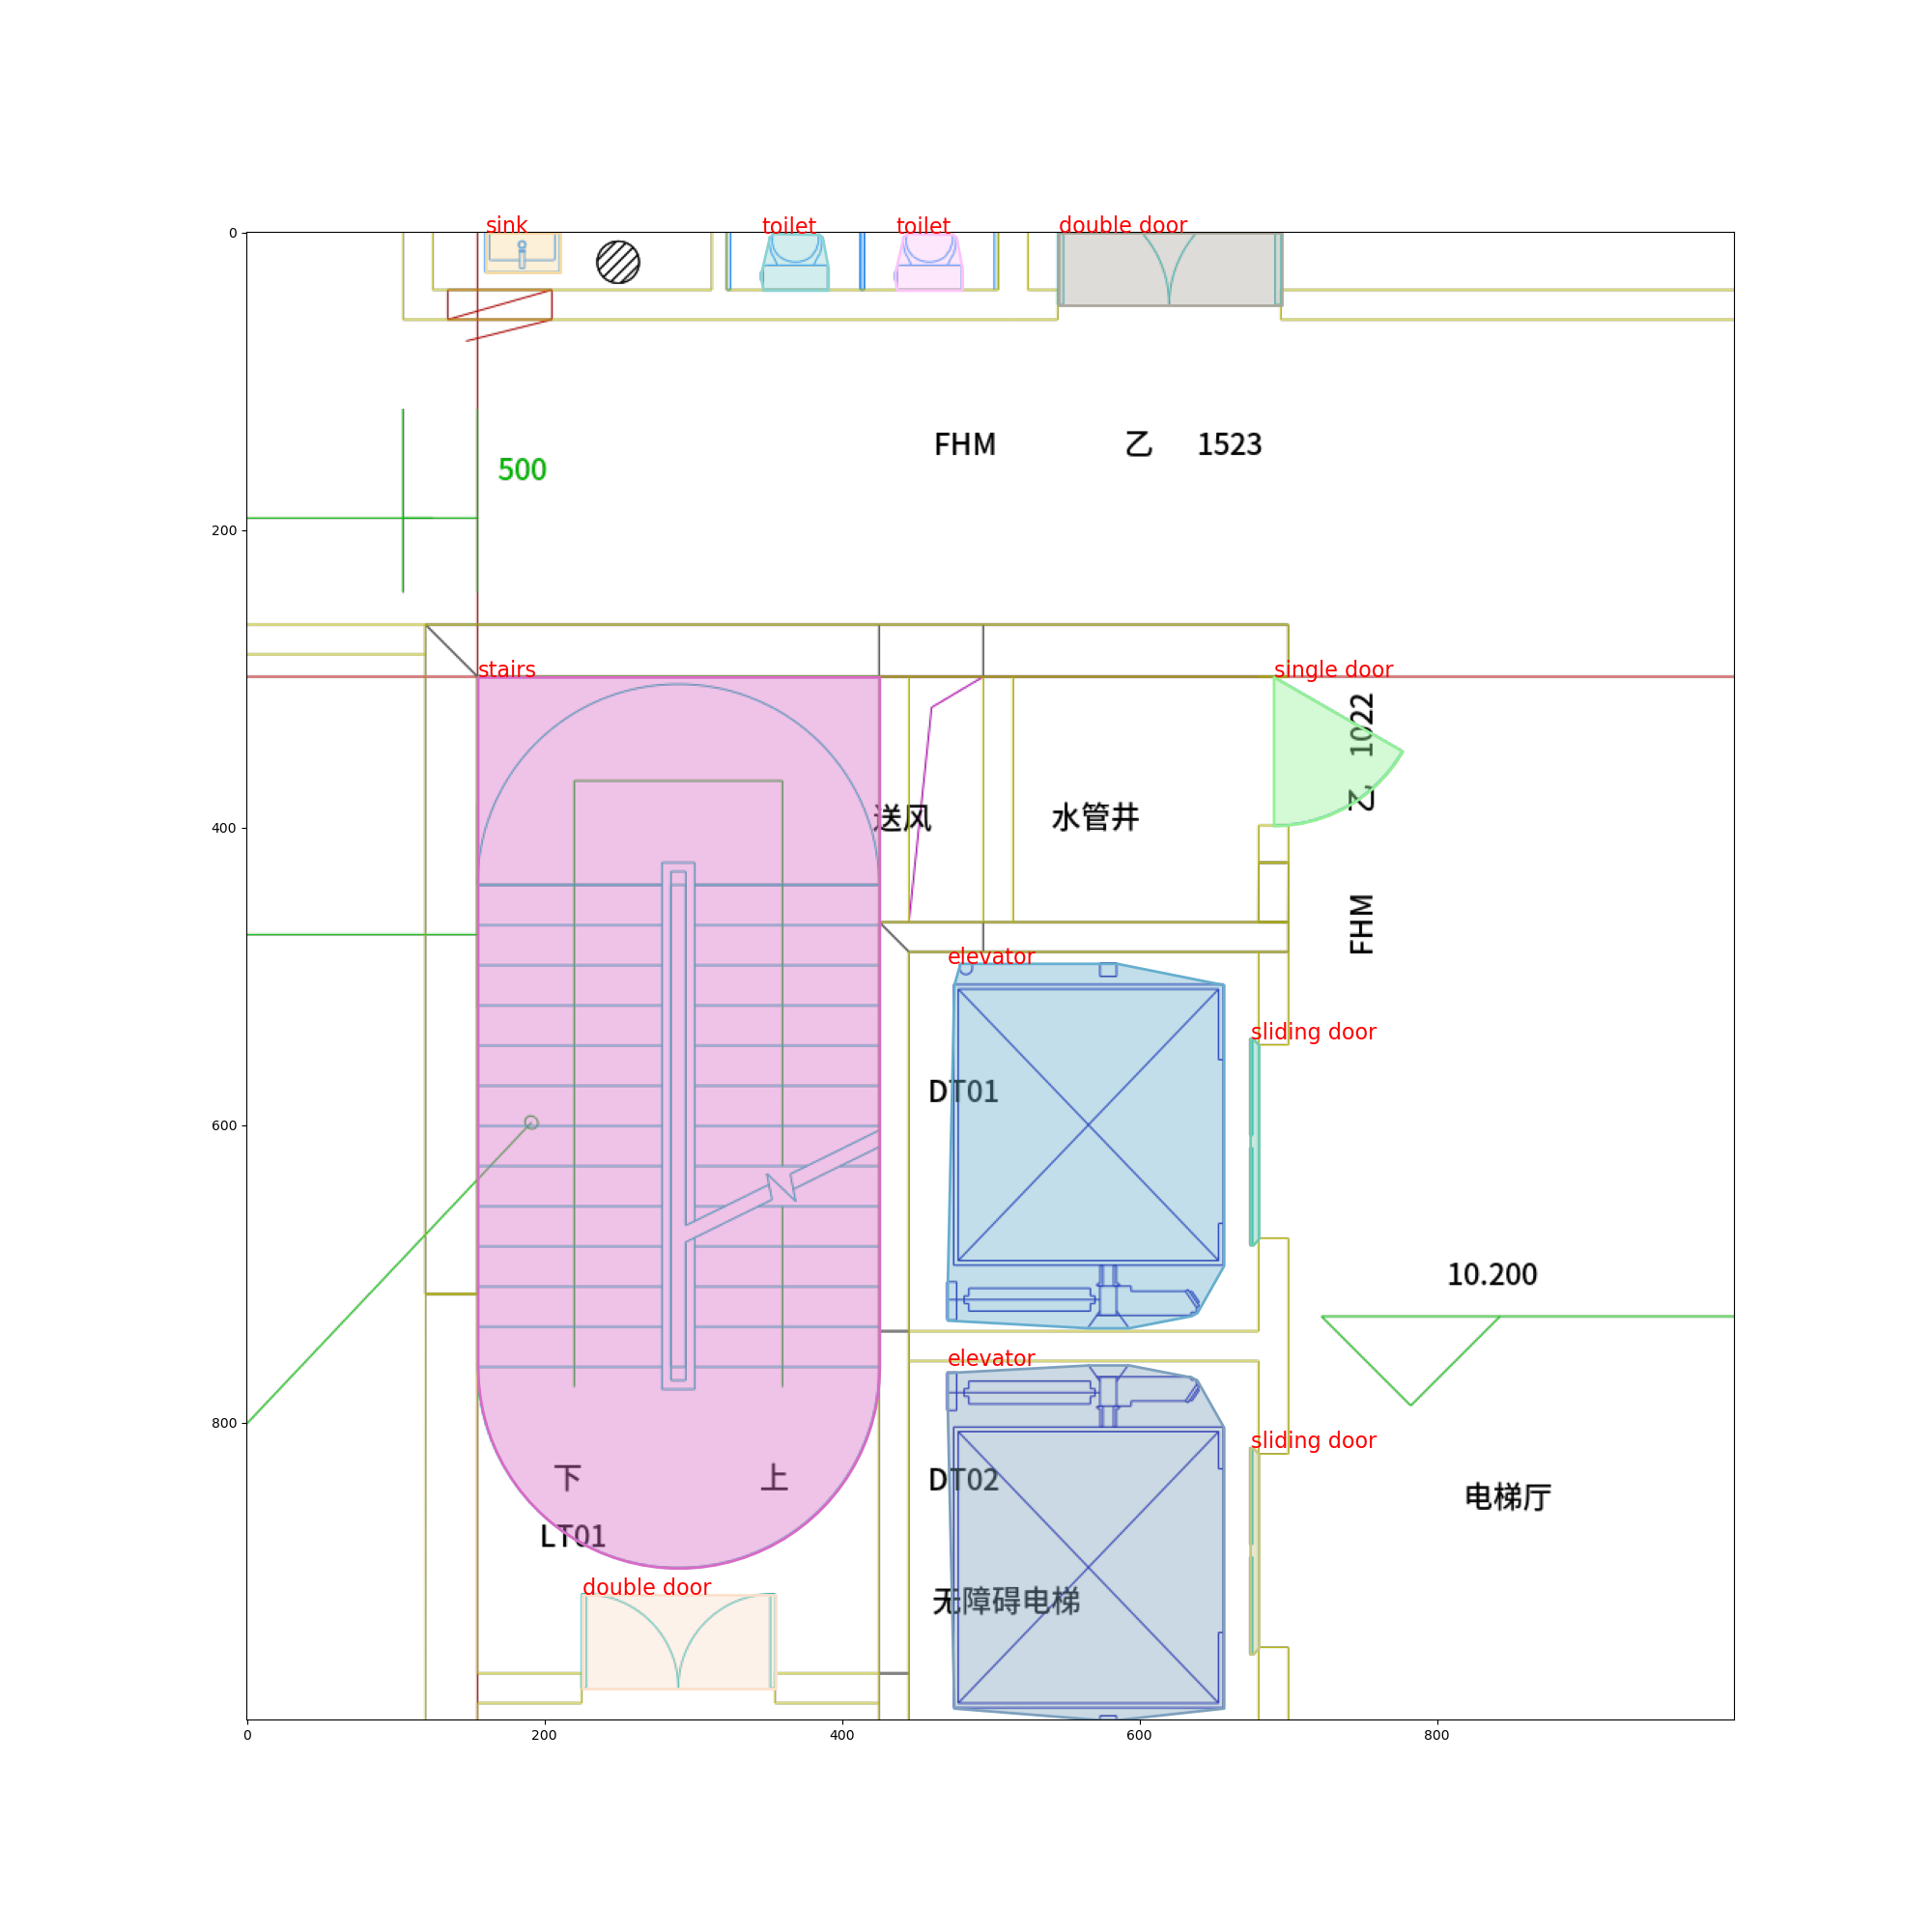 sink
toilet
toilet
double door
0
FHM 乙 1523
500
200
stairs
single door
FHM 乙 1022
送风
水管井
400
elevator
sliding door
DT01
600
10.200
elevator
800
sliding door
下
上
DT02
电梯厅
LT01
double door
无障碍电梯
0
200
400
600
800